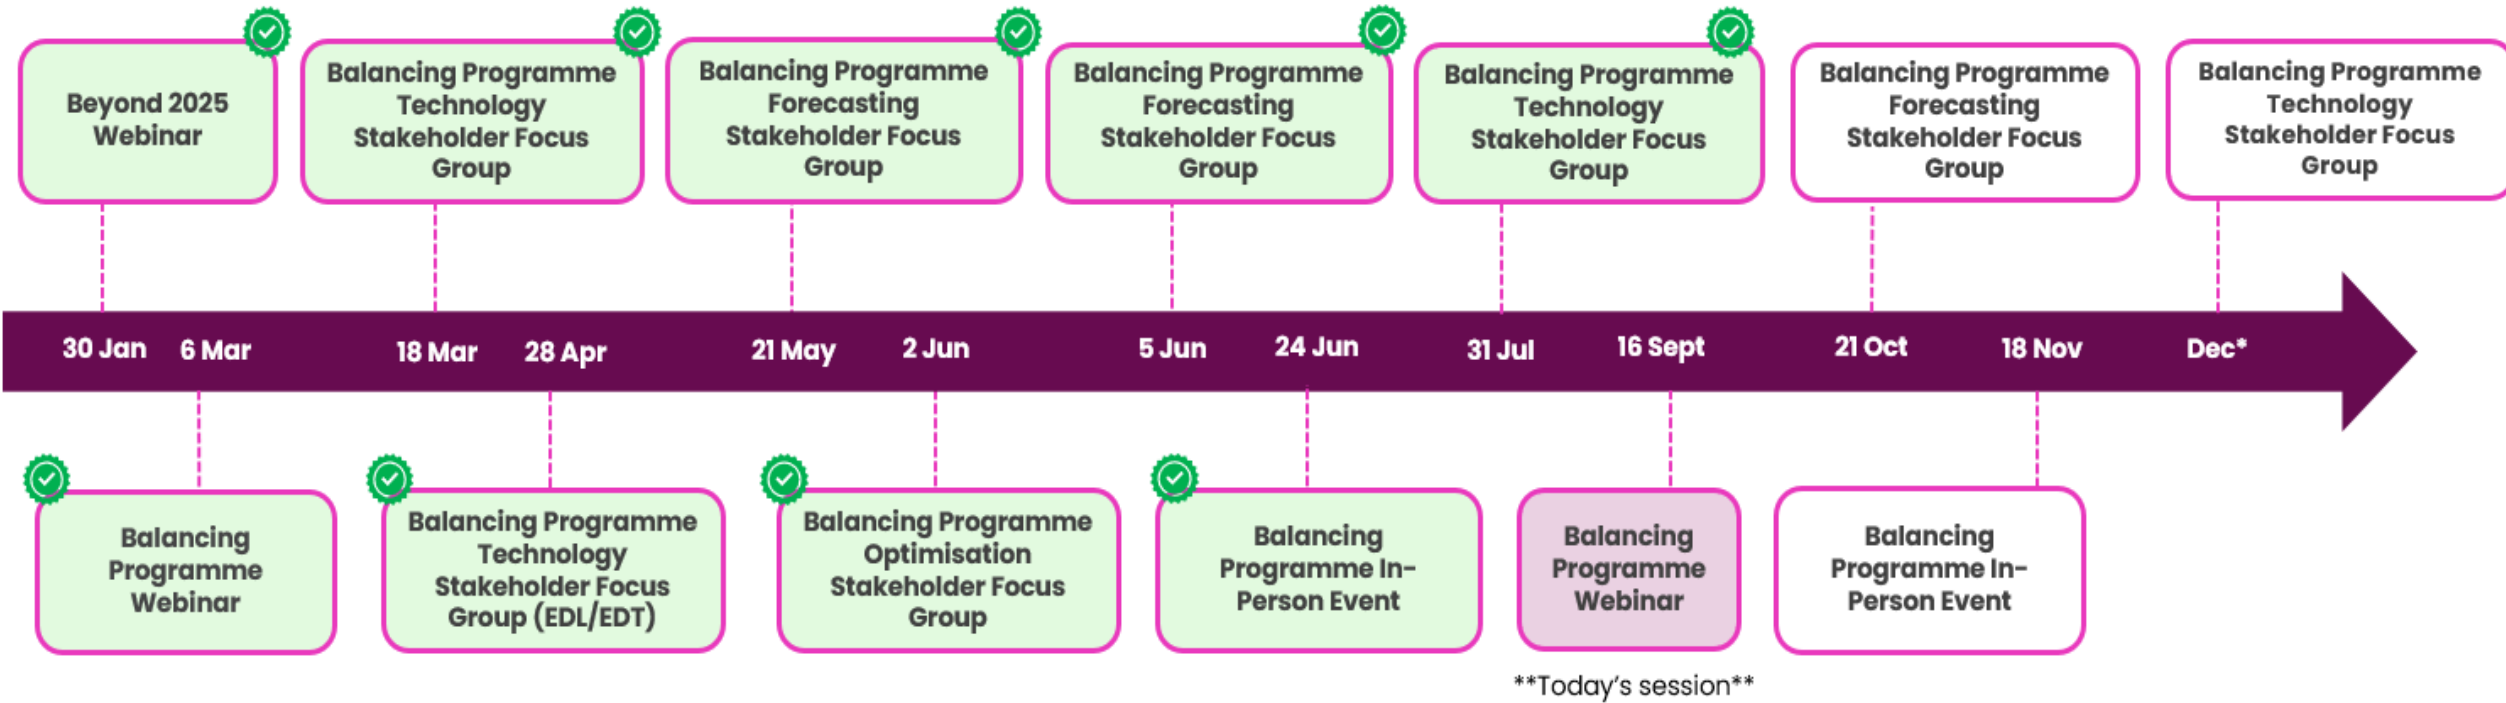 Beyond 2025
Webinar
Balancing Programme
Technology
Stakeholder Focus
Group
Balancing Programme
Forecasting
Stakeholder Focus
Group
Balancing Programme
Forecasting
Stakeholder Focus
Group
Balancing Programme
Technology
Stakeholder Focus
Group
Balancing Programme
Forecasting
Stakeholder Focus
Group
Balancing Programme
Technology
Stakeholder Focus
Group
30 Jan
6 Mar
18 Mar
28 Apr
21 May
2 Jun
5 Jun
24 Jun
31 Jul
16 Sept
21 Oct
18 Nov
Dec*
Balancing
Programme
Webinar
Balancing Programme
Technology
Stakeholder Focus
Group (EDL/EDT)
Balancing Programme
Optimisation
Stakeholder Focus
Group
Balancing
Programme In-
Person Event
Balancing
Programme
Webinar
Balancing
Programme In-
Person Event
**Today's session**